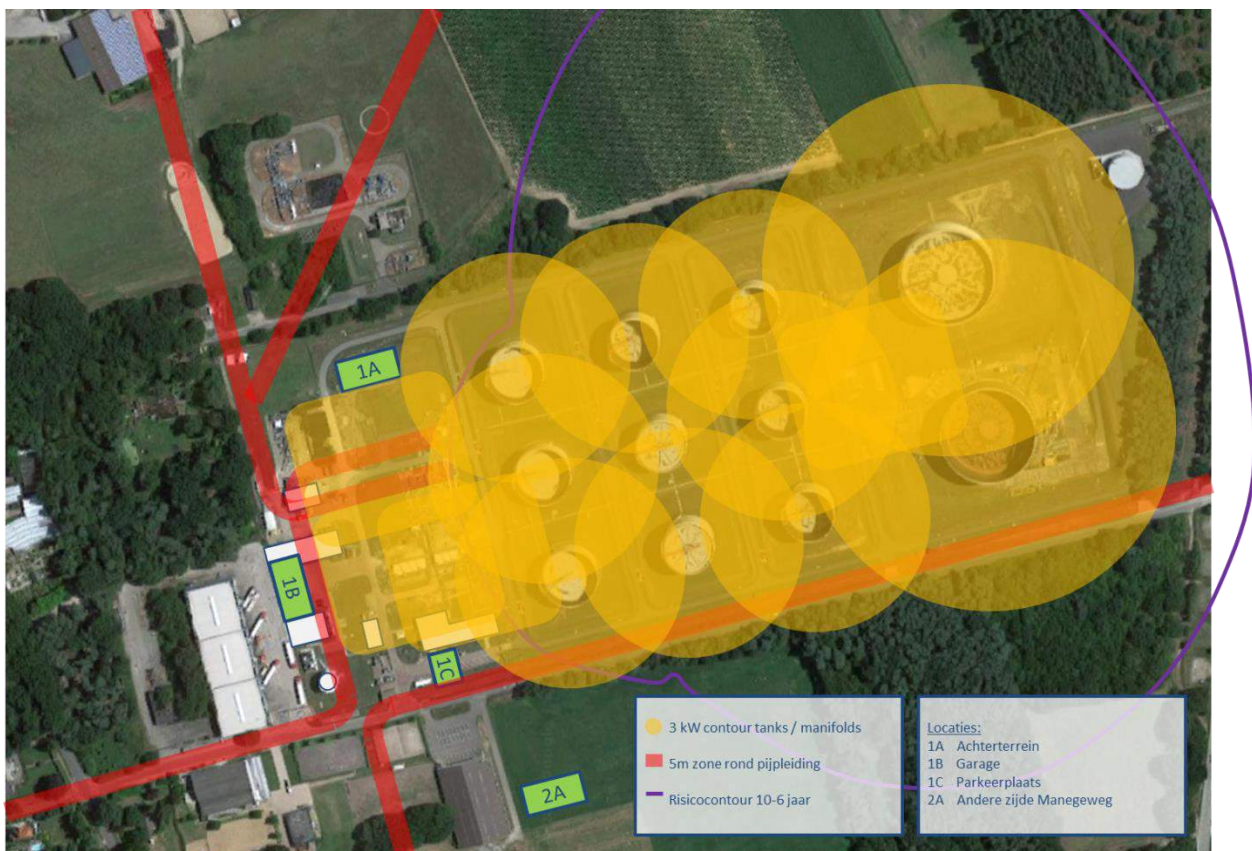 1A
1B
1C
2A
3 kW contour tanks / manifolds
5m zone rond pijpleiding
Risicocontour 10-6 jaar
Locaties:
1A Achterterrein
1B Garage
1C Parkeerplaats
2A Andere zijde Manegeweg